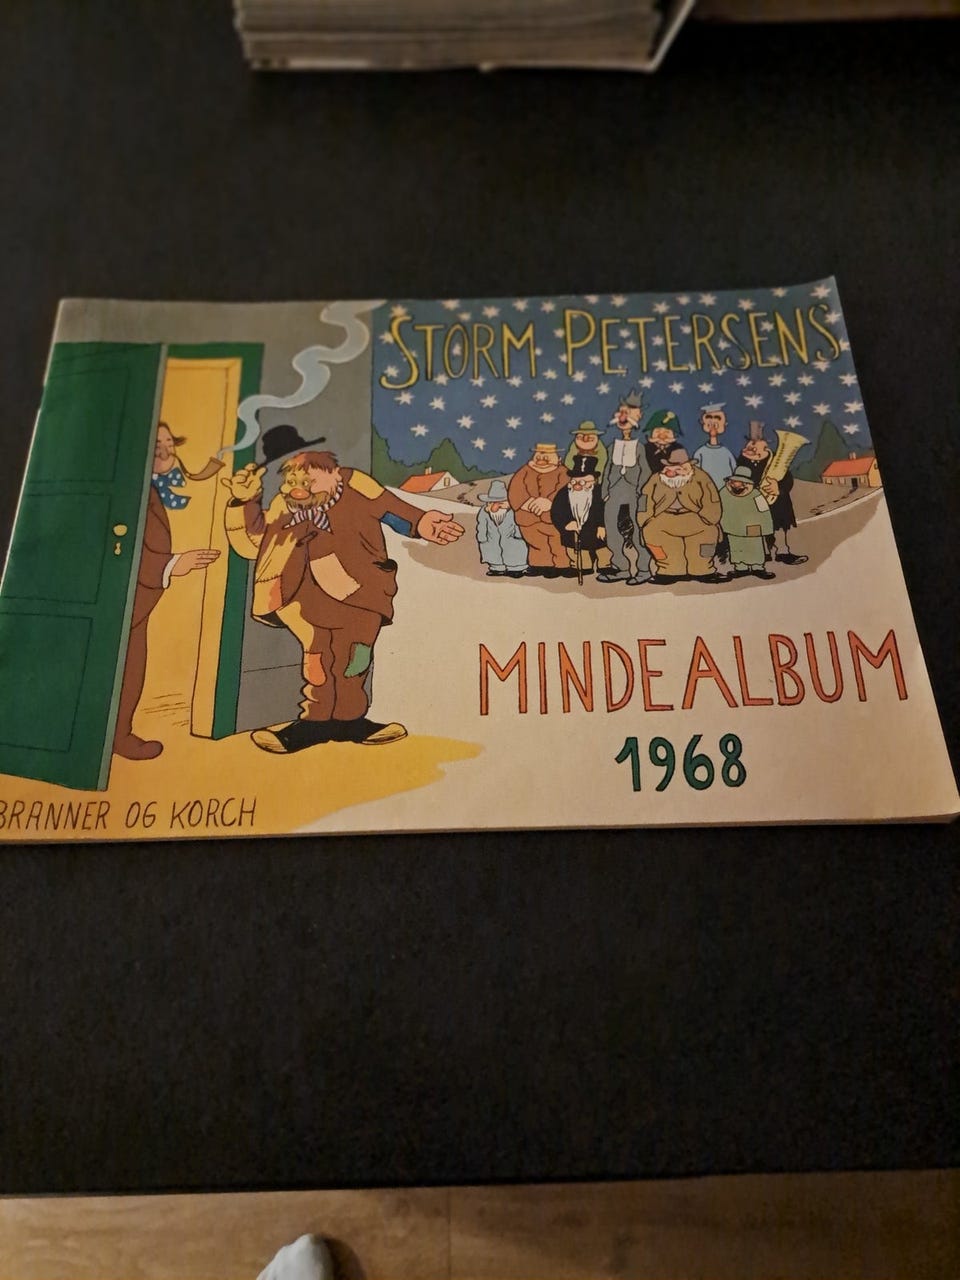 STORM PETERSENS
MINDEALBUM
1968
BRANNER OG KORCH